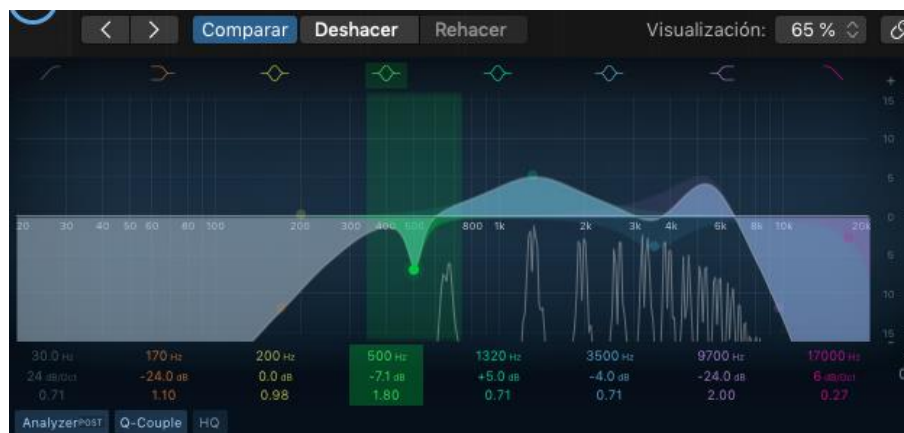 Comparar Deshacer Rehacer Visualización: 65 %
+
15
10
5
0
20 30 40 50 60 80 100 200 300 400 500 800 1k 2k 3k 4k 6k 8k 10k 20k
5
10
15
-
30.0 Hz 170 Hz 200 Hz 500 Hz 1320 Hz 3500 Hz 9700 Hz 17000 Hz
24 dB/Oct -24.0 dB 0.0 dB -7.1 dB +5.0 dB -4.0 dB -24.0 dB 6 dB/Oct
0.71 1.10 0.98 1.80 0.71 0.71 2.00 0.27
Analyzer POST Q-Couple HQ